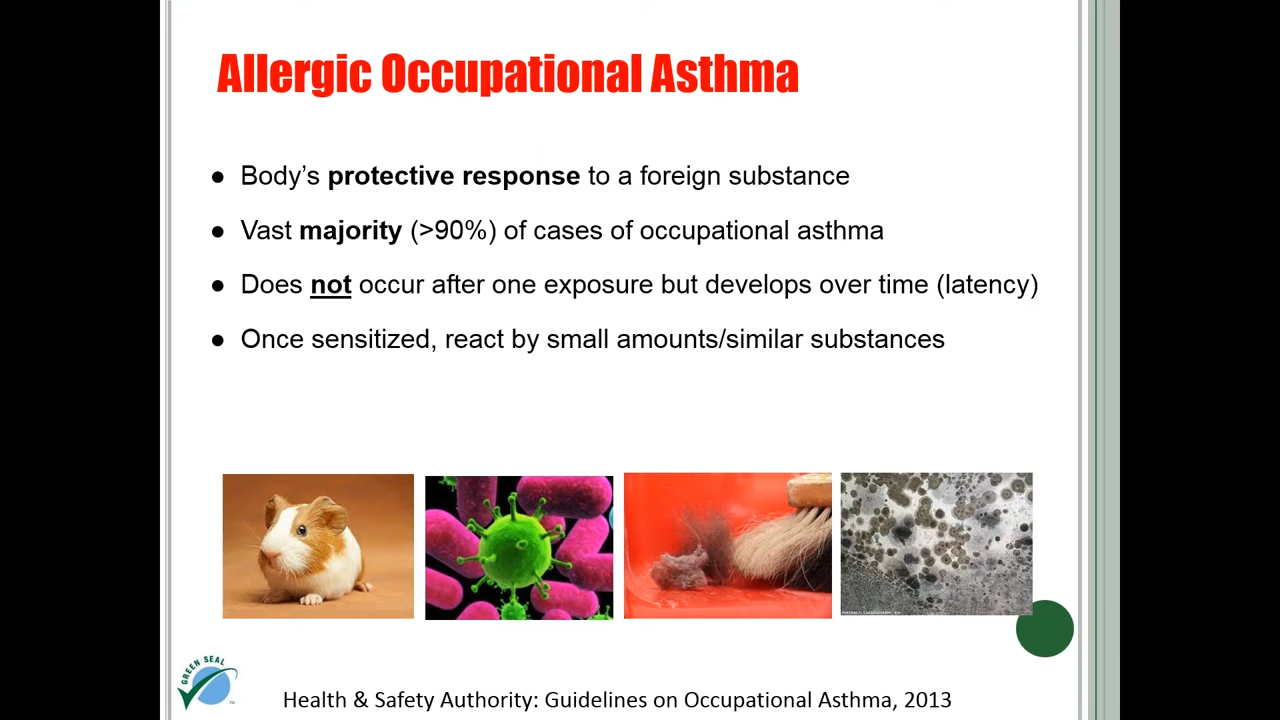 Allergic Occupational Asthma
● Body's protective response to a foreign substance
● Vast majority (>90%) of cases of occupational asthma
● Does not occur after one exposure but develops over time (latency)
● Once sensitized, react by small amounts/similar substances
GREEN SEAL
Health & Safety Authority: Guidelines on Occupational Asthma, 2013